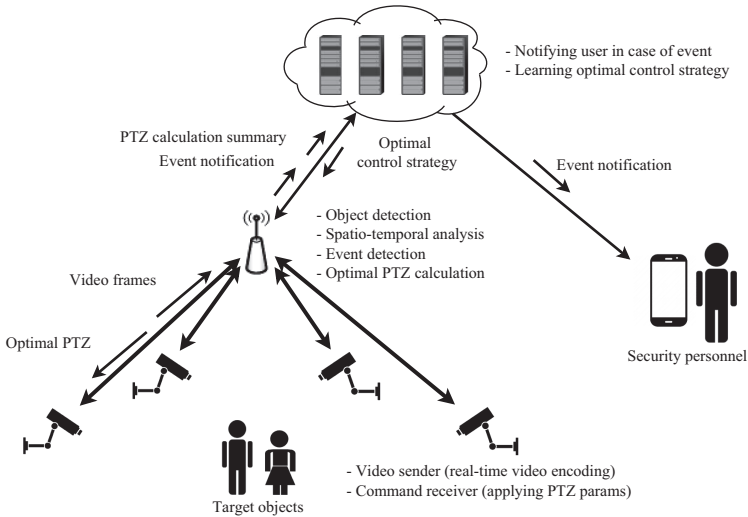 - Notifying user in case of event
- Learning optimal control strategy
PTZ calculation summary
Event notification
Optimal
control strategy
Event notification
- Object detection
- Spatio-temporal analysis
- Event detection
- Optimal PTZ calculation
Video frames
Optimal PTZ
Security personnel
- Video sender (real-time video encoding)
- Command receiver (applying PTZ params)
Target objects